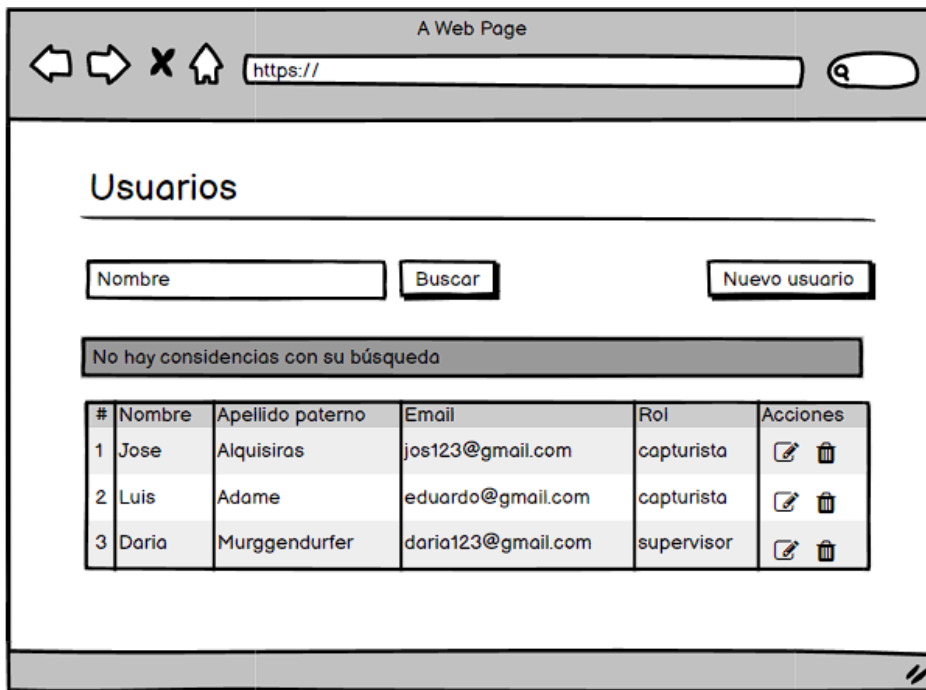 A Web Page
https://
Usuarios
Nombre Buscar Nuevo usuario
No hay considencias con su búsqueda
# Nombre Apellido paterno Email Rol Acciones
1 Jose Alquisiras jos123@gmail.com capturista
2 Luis Adame eduardo@gmail.com capturista
3 Daria Murggendurfer daria123@gmail.com supervisor